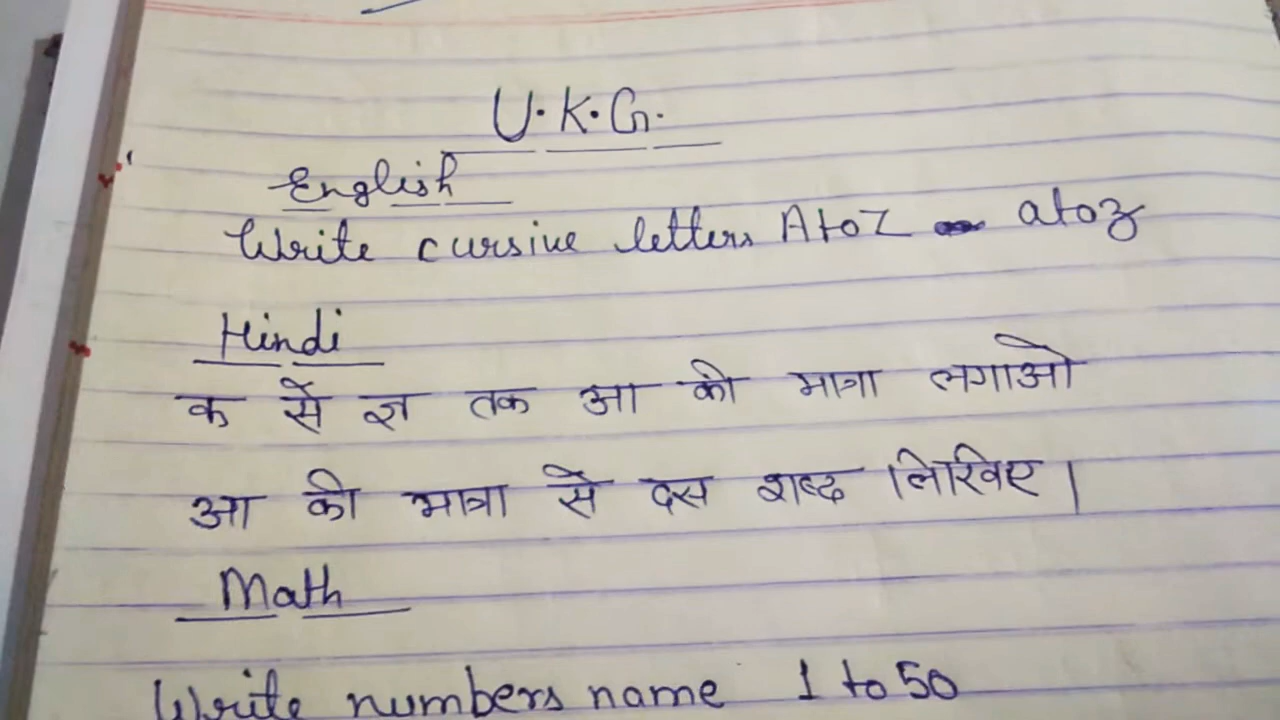 U.K.G.
English
Write cursive letters A to Z a to z
Hindi
क से ज्ञ तक आ की मात्रा लगाओ
आ की मात्रा से दस शब्द लिखिए।
Math
Write numbers name 1 to 50